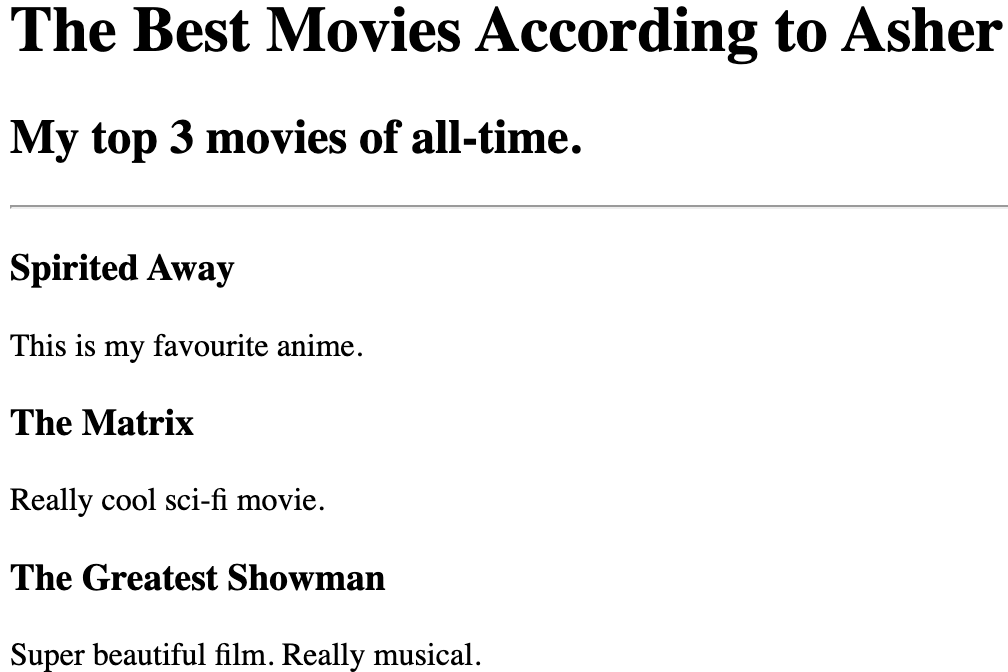 The Best Movies According to Asher
My top 3 movies of all-time.
Spirited Away
This is my favourite anime.
The Matrix
Really cool sci-fi movie.
The Greatest Showman
Super beautiful film. Really musical.